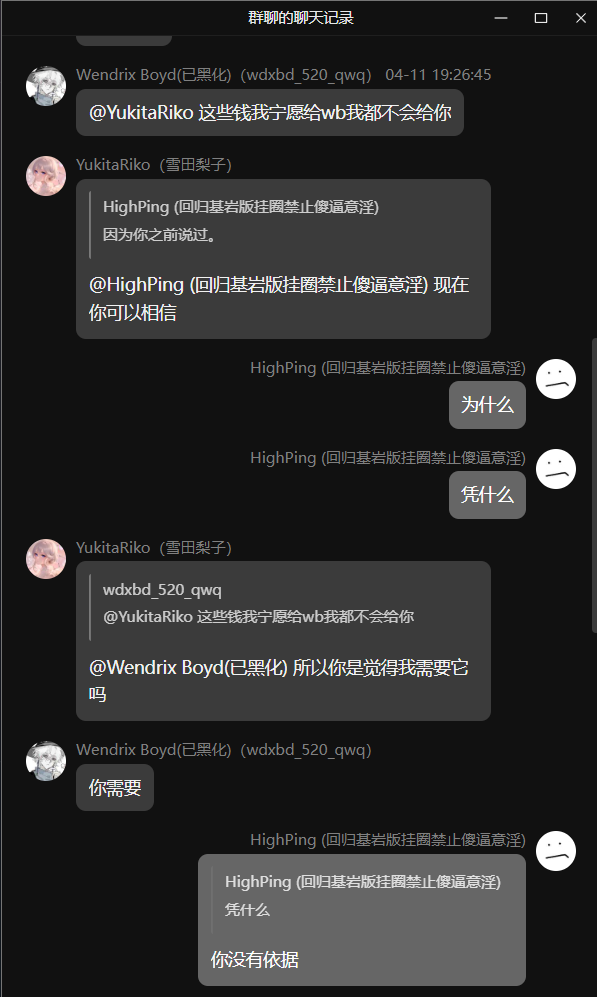 群聊的聊天记录
Wendrix Boyd(已黑化)（wdxbd_520_qwq） 04-11 19:26:45
@YukitaRiko 这些钱我宁愿给wb我都不会给你
YukitaRiko（雪田梨子）
HighPing (回归基岩版挂圈禁止傻逼意淫)
因为你之前说过。
@HighPing (回归基岩版挂圈禁止傻逼意淫) 现在
你可以相信
HighPing (回归基岩版挂圈禁止傻逼意淫)
为什么
HighPing (回归基岩版挂圈禁止傻逼意淫)
凭什么
YukitaRiko（雪田梨子）
wdxbd_520_qwq
@YukitaRiko 这些钱我宁愿给wb我都不会给你
@Wendrix Boyd(已黑化) 所以你是觉得我需要它
吗
Wendrix Boyd(已黑化)（wdxbd_520_qwq）
你需要
HighPing (回归基岩版挂圈禁止傻逼意淫)
HighPing (回归基岩版挂圈禁止傻逼意淫)
凭什么
你没有依据